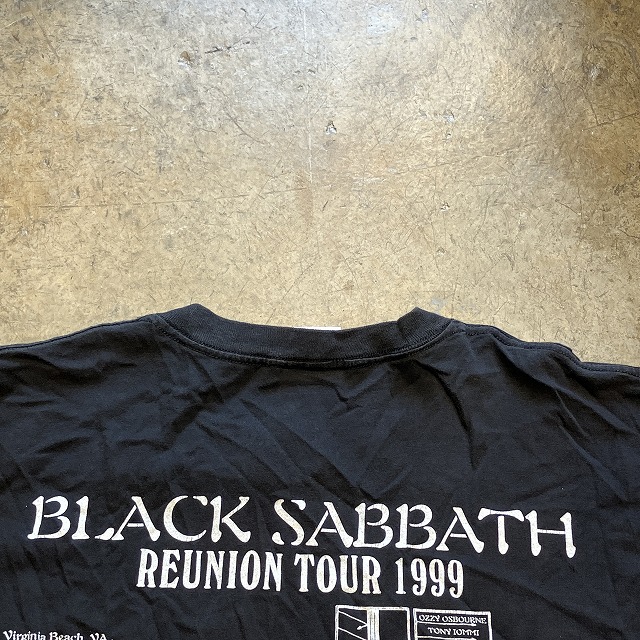 BLACK SABBATH
REUNION TOUR 1999
Virginia Beach, VA
OZZY OSBOURNE
TONY IOMMI